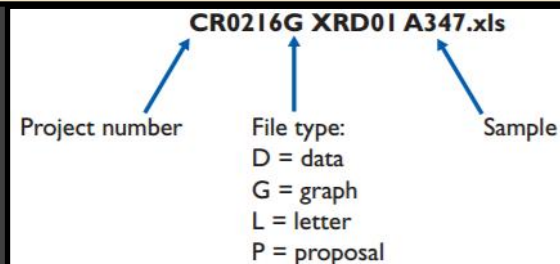 CR0216G XRD01 A347.xls
Project number
File type:
Sample
D = data
G = graph
L = letter
P = proposal